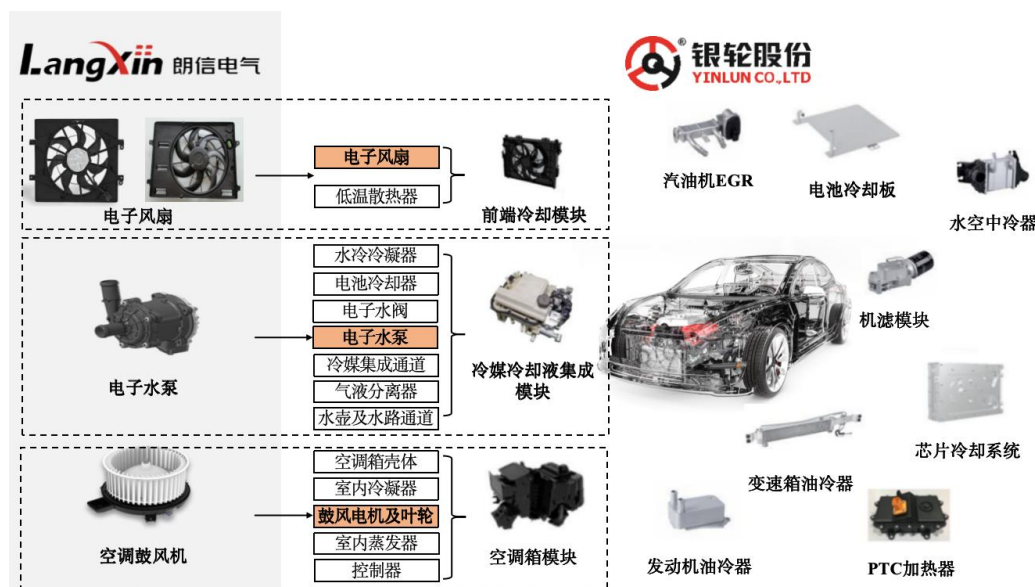 LangXin 朗信电气
银轮股份
YINLUN CO.,LTD
®
电子风扇
电子风扇
低温散热器
前端冷却模块
电子水泵
水冷冷凝器
电池冷却器
电子水阀
电子水泵
冷媒集成通道
气液分离器
水壶及水路通道
冷媒冷却液集成
模块
空调鼓风机
空调箱壳体
室内冷凝器
鼓风电机及叶轮
室内蒸发器
控制器
空调箱模块
汽油机EGR
电池冷却板
水空中冷器
机滤模块
芯片冷却系统
变速箱油冷器
发动机油冷器
PTC加热器